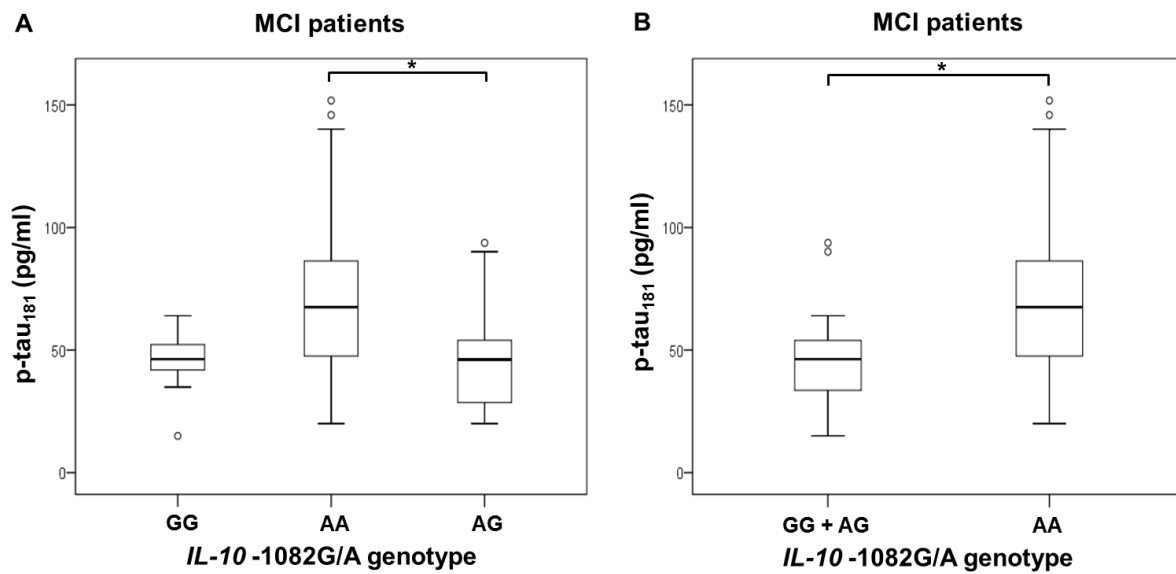 A
MCI patients
*
150
100
50
0
p-tau181 (pg/ml)
GG AA AG
IL-10 -1082G/A genotype
B
MCI patients
*
150
100
50
0
p-tau181 (pg/ml)
GG + AG AA
IL-10 -1082G/A genotype